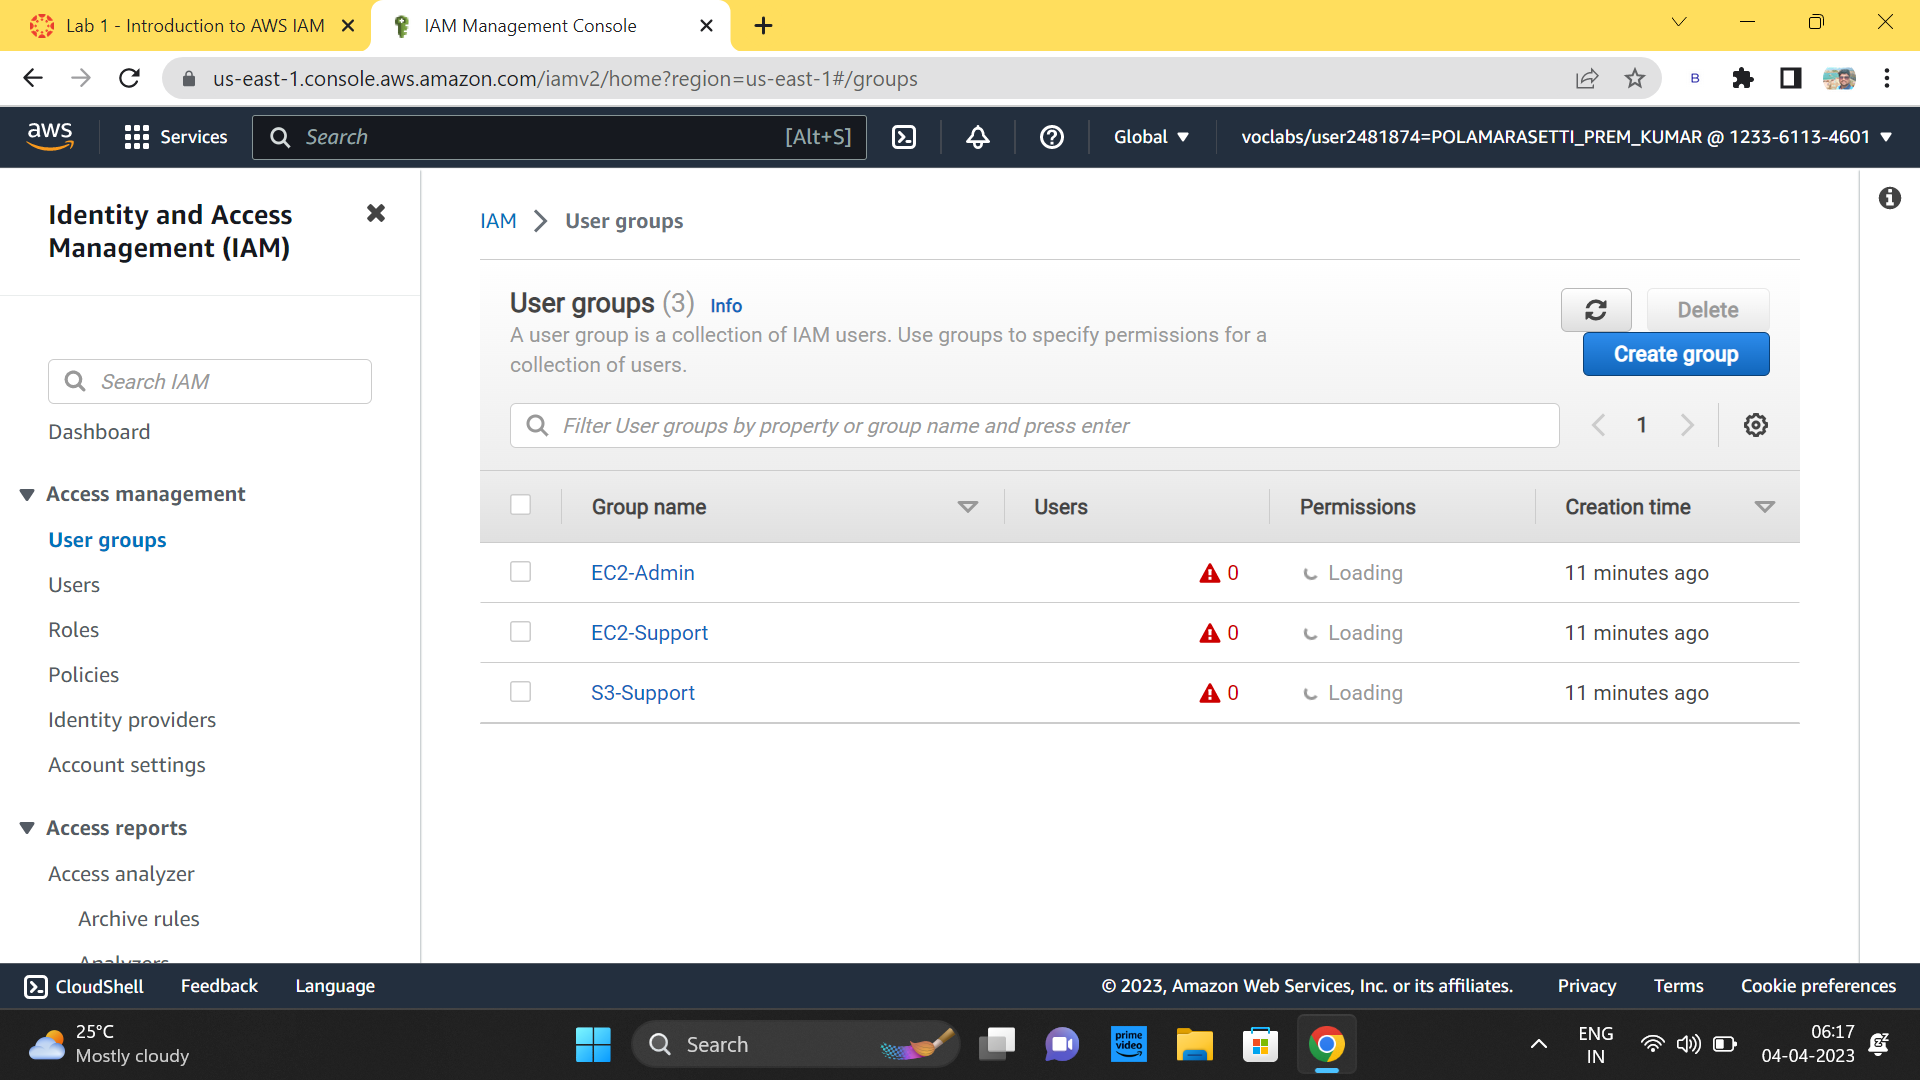 Lab 1 - Introduction to AWS IAM
IAM Management Console
us-east-1.console.aws.amazon.com/iamv2/home?region=us-east-1#/groups
B
aws
Services
Search
[Alt+S]
Global
voclabs/user2481874=POLAMARASETTI_PREM_KUMAR @ 1233-6113-4601
Identity and Access
Management (IAM)
Search IAM
Dashboard
Access management
User groups
Users
Roles
Policies
Identity providers
Account settings
Access reports
Access analyzer
Archive rules
Analyzers
IAM > User groups
User groups (3) Info
A user group is a collection of IAM users. Use groups to specify permissions for a
collection of users.
Delete
Create group
Filter User groups by property or group name and press enter
1
Group name Users Permissions Creation time
EC2-Admin 0 Loading 11 minutes ago
EC2-Support 0 Loading 11 minutes ago
S3-Support 0 Loading 11 minutes ago
CloudShell Feedback Language
© 2023, Amazon Web Services, Inc. or its affiliates. Privacy Terms Cookie preferences
25°C
Mostly cloudy
Search
prime
video
ENG
IN
06:17
04-04-2023